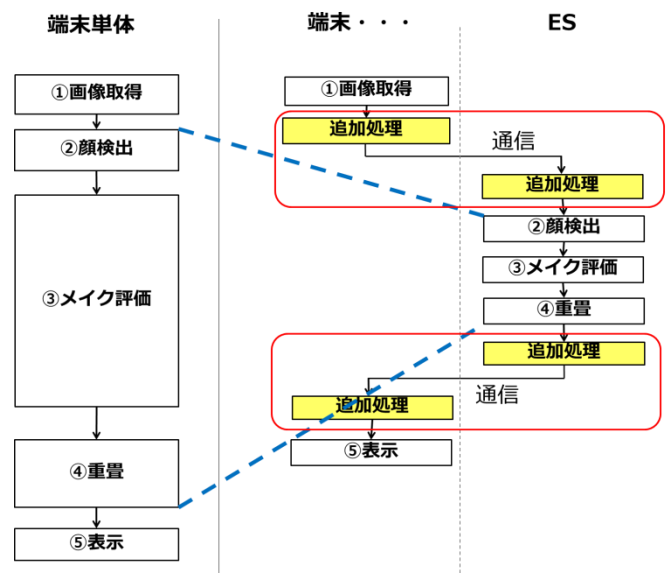 端末単体
①画像取得
②顔検出
③メイク評価
④重畳
⑤表示
端末・・・
ES
①画像取得
追加処理
通信
追加処理
②顔検出
③メイク評価
④重畳
追加処理
通信
追加処理
⑤表示